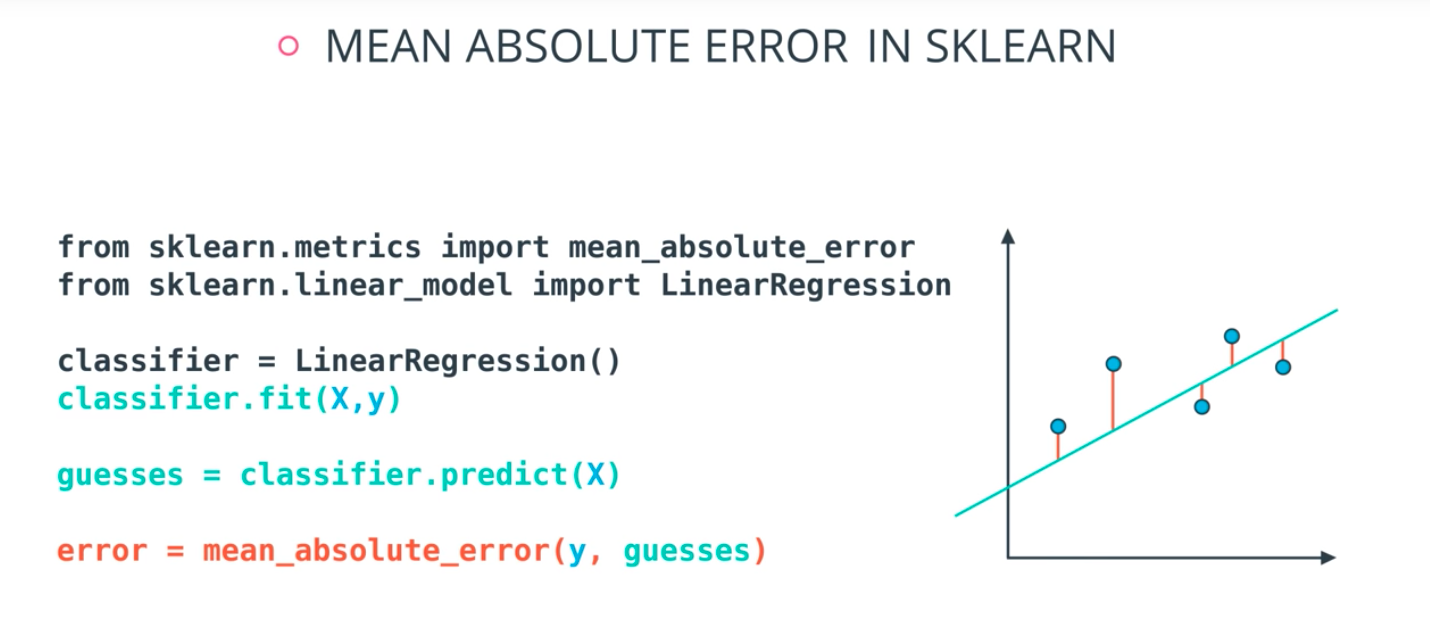 MEAN ABSOLUTE ERROR IN SKLEARN
from sklearn.metrics import mean_absolute_error
from sklearn.linear_model import LinearRegression
classifier = LinearRegression()
classifier.fit(X,y)
guesses = classifier.predict(X)
error = mean_absolute_error(y, guesses)